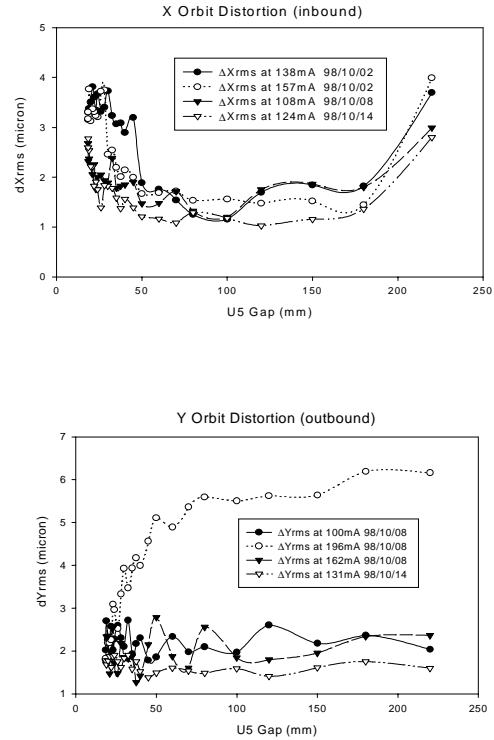 X Orbit Distortion (inbound)
5
4
3
2
1
0
dXrms (micron)
ΔXrms at 138mA 98/10/02
ΔXrms at 157mA 98/10/02
ΔXrms at 108mA 98/10/08
ΔXrms at 124mA 98/10/14
0 50 100 150 200 250
U5 Gap (mm)
Y Orbit Distortion (outbound)
7
6
5
4
3
2
1
dYrms (micron)
ΔYrms at 100mA 98/10/08
ΔYrms at 196mA 98/10/08
ΔYrms at 162mA 98/10/08
ΔYrms at 131mA 98/10/14
0 50 100 150 200 250
U5 Gap (mm)